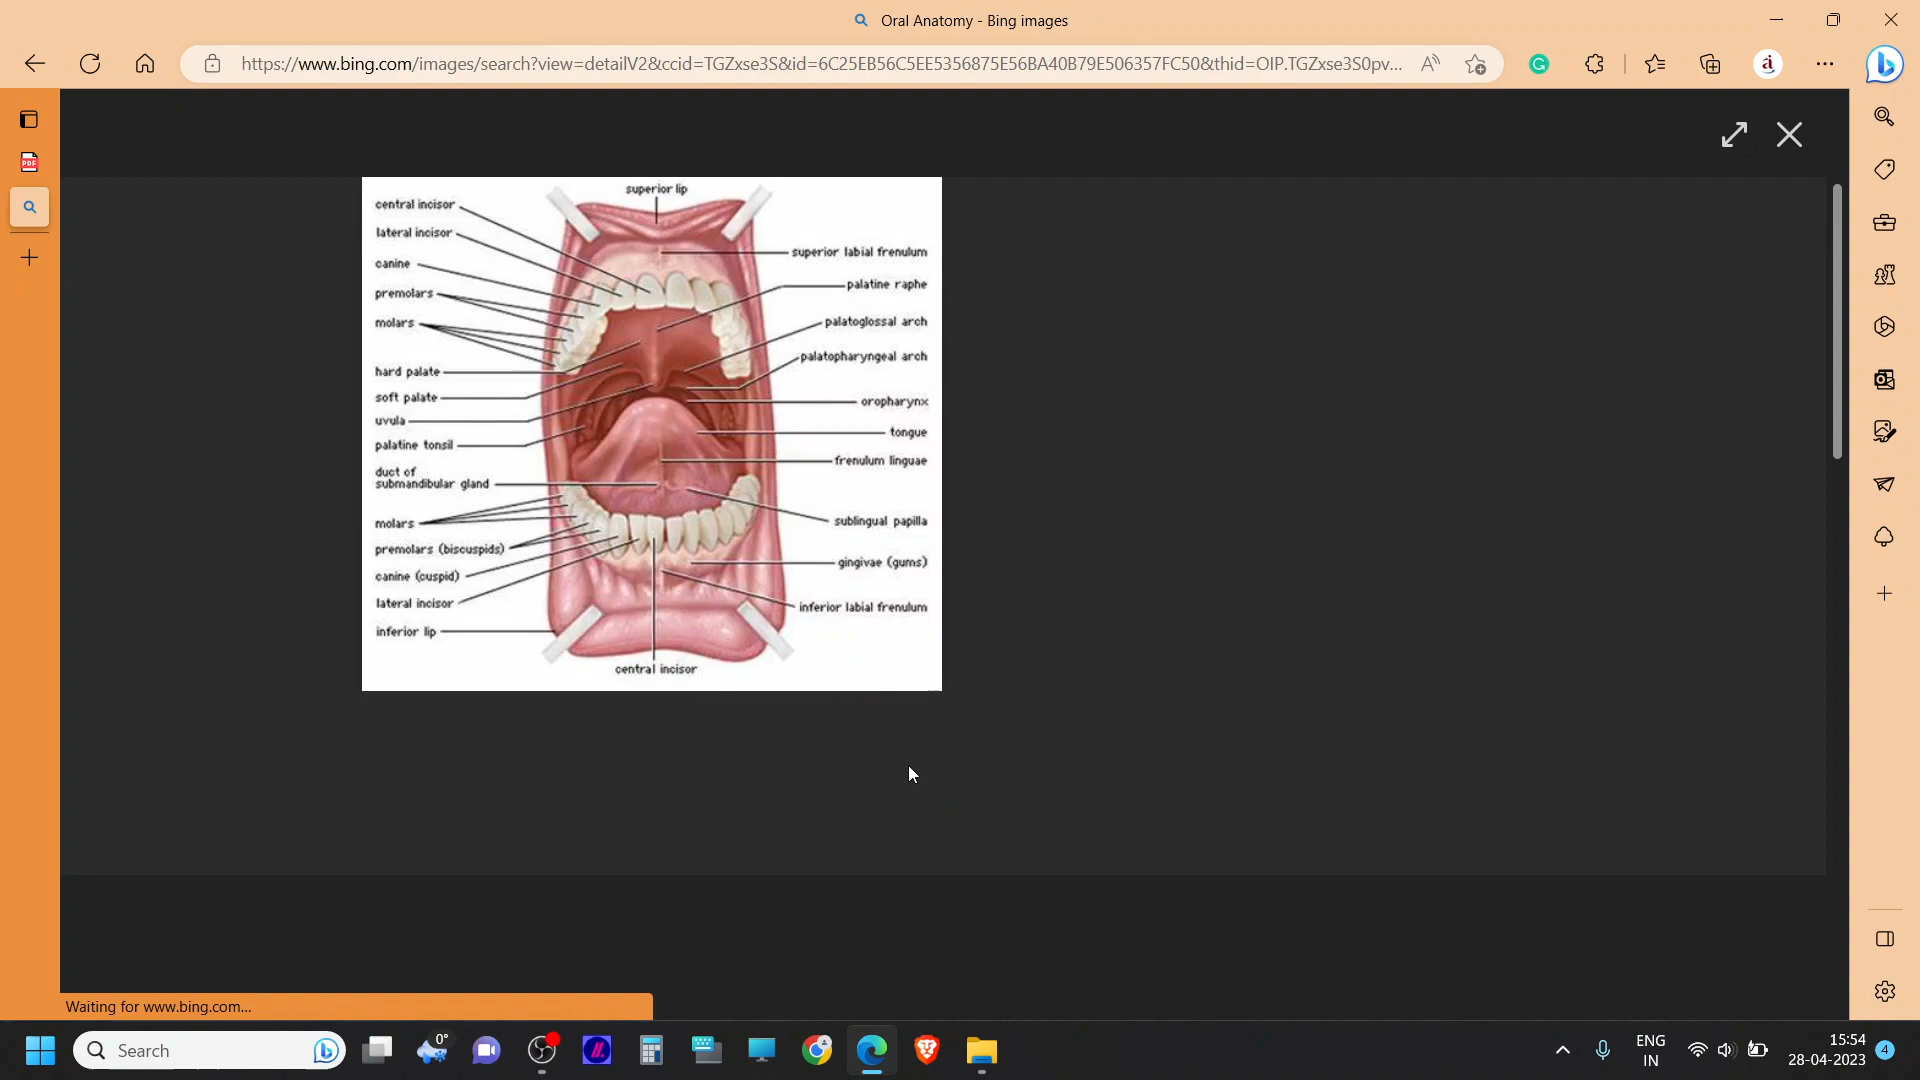 Oral Anatomy - Bing images
https://www.bing.com/images/search?view=detailV2&ccid=TGZxse3S&id=6C25EB56C5EE5356875E56BA40B79E506357FC50&thid=OIP.TGZxse3S0pv...
superior lip
central incisor
lateral incisor
superior labial frenulum
canine
palatine raphe
premolars
molars
palatoglossal arch
palatopharyngeal arch
hard palate
soft palate
oropharynx
uvula
tongue
palatine tonsil
frenulum linguae
duct of
submandibular gland
molars
sublingual papilla
premolars (biscuspids)
gingivae (gums)
canine (cuspid)
lateral incisor
inferior labial frenulum
inferior lip
central incisor
Waiting for www.bing.com...
Search
0°
ENG
IN
15:54
28-04-2023
4
PDF